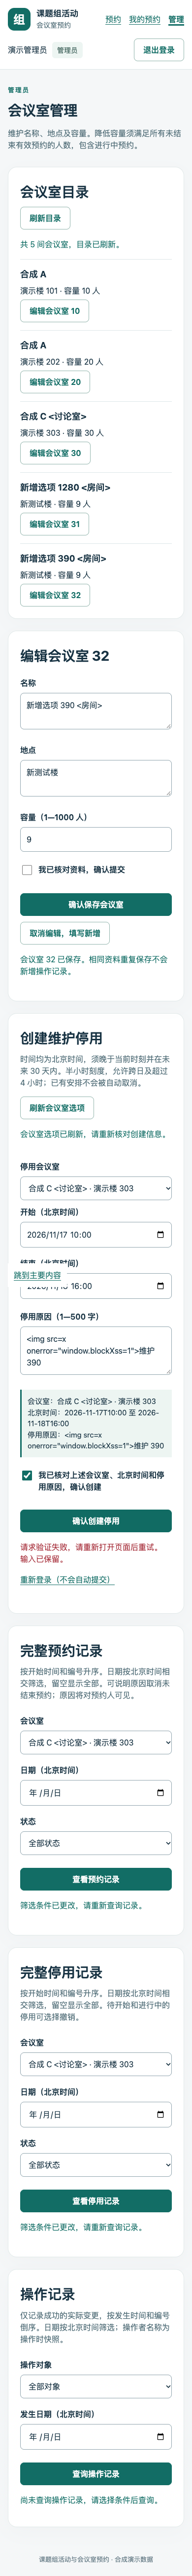 组
课题组活动
会议室预约
预约 我的预约 管理
演示管理员 管理员
退出登录
管理员
会议室管理
维护名称、地点及容量。降低容量须满足所有未结
束有效预约的人数，包含进行中预约。
会议室目录
刷新目录
共 5 间会议室，目录已刷新。
合成 A
演示楼 101 · 容量 10 人
编辑会议室 10
合成 A
演示楼 202 · 容量 20 人
编辑会议室 20
合成 C <讨论室>
演示楼 303 · 容量 30 人
编辑会议室 30
新增选项 1280 <房间>
新测试楼 · 容量 9 人
编辑会议室 31
新增选项 390 <房间>
新测试楼 · 容量 9 人
编辑会议室 32
编辑会议室 32
名称
新增选项 390 <房间>
地点
新测试楼
容量（1—1000 人）
9
我已核对资料，确认提交
确认保存会议室
取消编辑，填写新增
会议室 32 已保存。相同资料重复保存不会
新增操作记录。
创建维护停用
时间均为北京时间，须晚于当前时刻并在未
来 30 天内。半小时刻度，允许跨日及超过
4 小时；已有安排不会被自动取消。
刷新会议室选项
会议室选项已刷新，请重新核对创建信息。
停用会议室
合成 C <讨论室> · 演示楼 303
开始（北京时间）
2026/11/17 10:00
跳到主要内容
16:00
停用原因（1—500 字）
<img src=x
onerror="window.blockXss=1">维护
390
会议室：合成 C <讨论室> · 演示楼 303
北京时间：2026-11-17T10:00 至 2026-
11-18T16:00
停用原因：<img src=x
onerror="window.blockXss=1">维护 390
我已核对上述会议室、北京时间和停
用原因，确认创建
确认创建停用
请求验证失败，请重新打开页面后重试。
输入已保留。
重新登录（不会自动提交）
完整预约记录
按开始时间和编号升序。日期按北京时间相
交筛选，留空显示全部。可说明原因取消未
结束预约；原因将对预约人可见。
会议室
合成 C <讨论室> · 演示楼 303
日期（北京时间）
年 /月/日
状态
全部状态
查看预约记录
筛选条件已更改，请重新查询记录。
完整停用记录
按开始时间和编号升序。日期按北京时间相
交筛选，留空显示全部。待开始和进行中的
停用可选择撤销。
会议室
合成 C <讨论室> · 演示楼 303
日期（北京时间）
年 /月/日
状态
全部状态
查看停用记录
筛选条件已更改，请重新查询记录。
操作记录
仅记录成功的实际变更，按发生时间和编号
倒序。日期按北京时间筛选；操作者名称为
操作时快照。
操作对象
全部对象
发生日期（北京时间）
年 /月/日
查询操作记录
尚未查询操作记录，请选择条件后查询。
课题组活动与会议室预约 · 合成演示数据